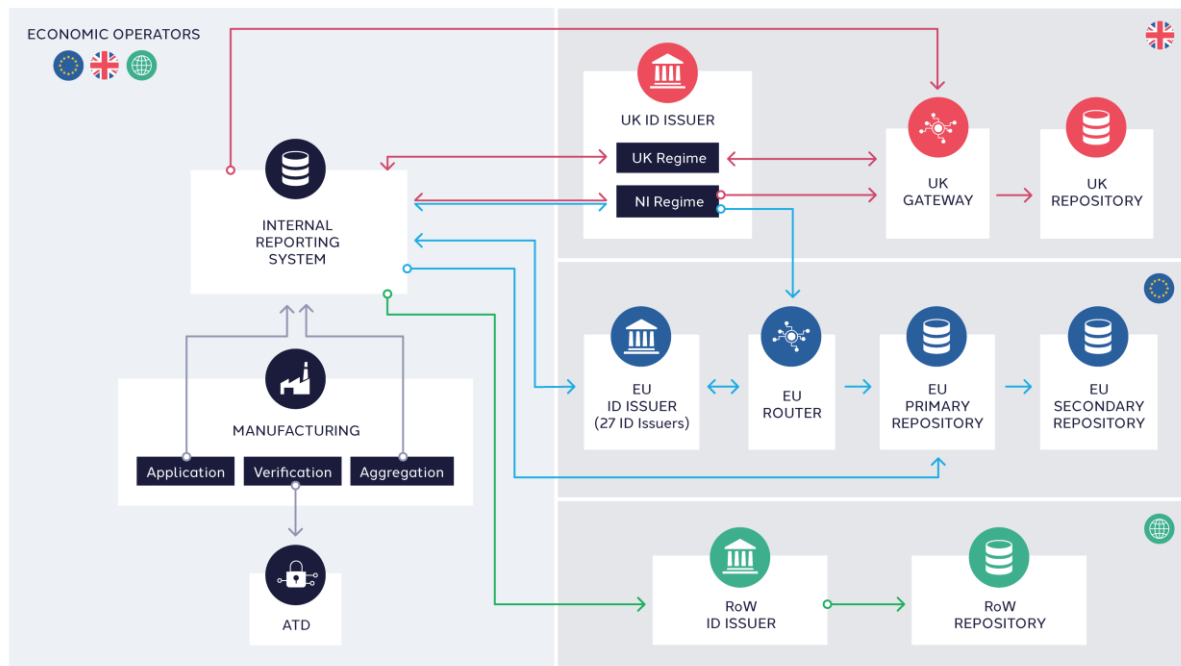 ECONOMIC OPERATORS
UK ID ISSUER
UK Regime
NI Regime
UK
GATEWAY
UK
REPOSITORY
INTERNAL
REPORTING
SYSTEM
EU
ID ISSUER
(27 ID Issuers)
EU
ROUTER
EU
PRIMARY
REPOSITORY
EU
SECONDARY
REPOSITORY
MANUFACTURING
Application
Verification
Aggregation
ATD
RoW
ID ISSUER
RoW
REPOSITORY